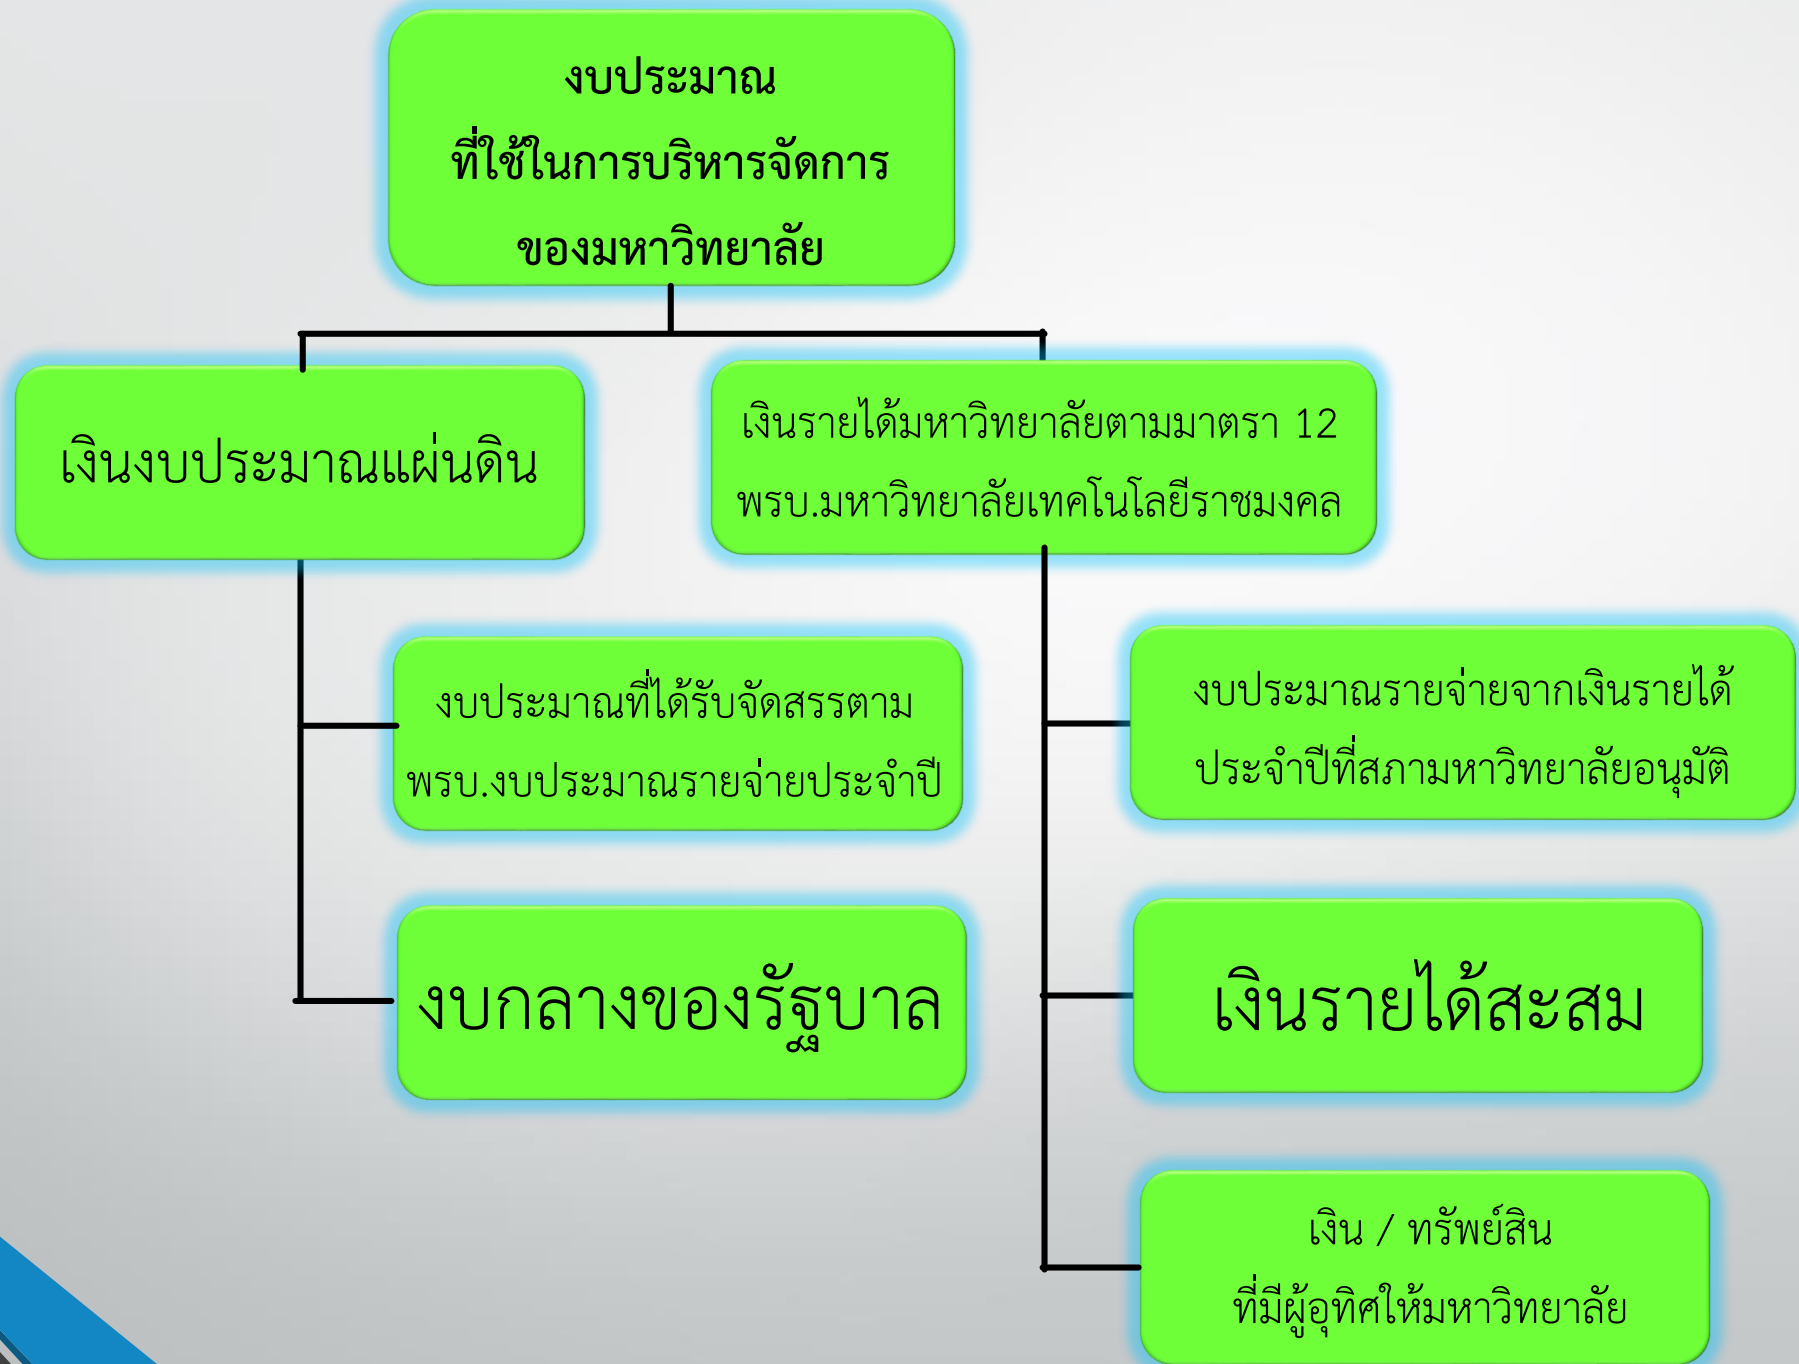 งบประมาณ
ที่ใช้ในการบริหารจัดการ
ของมหาวิทยาลัย
เงินงบประมาณแผ่นดิน
เงินรายได้มหาวิทยาลัยตามมาตรา 12
พรบ.มหาวิทยาลัยเทคโนโลยีราชมงคล
งบประมาณที่ได้รับจัดสรรตาม
พรบ.งบประมาณรายจ่ายประจำปี
งบประมาณรายจ่ายจากเงินรายได้
ประจำปีที่สภามหาวิทยาลัยอนุมัติ
งบกลางของรัฐบาล
เงินรายได้สะสม
เงิน / ทรัพย์สิน
ที่มีผู้อุทิศให้มหาวิทยาลัย